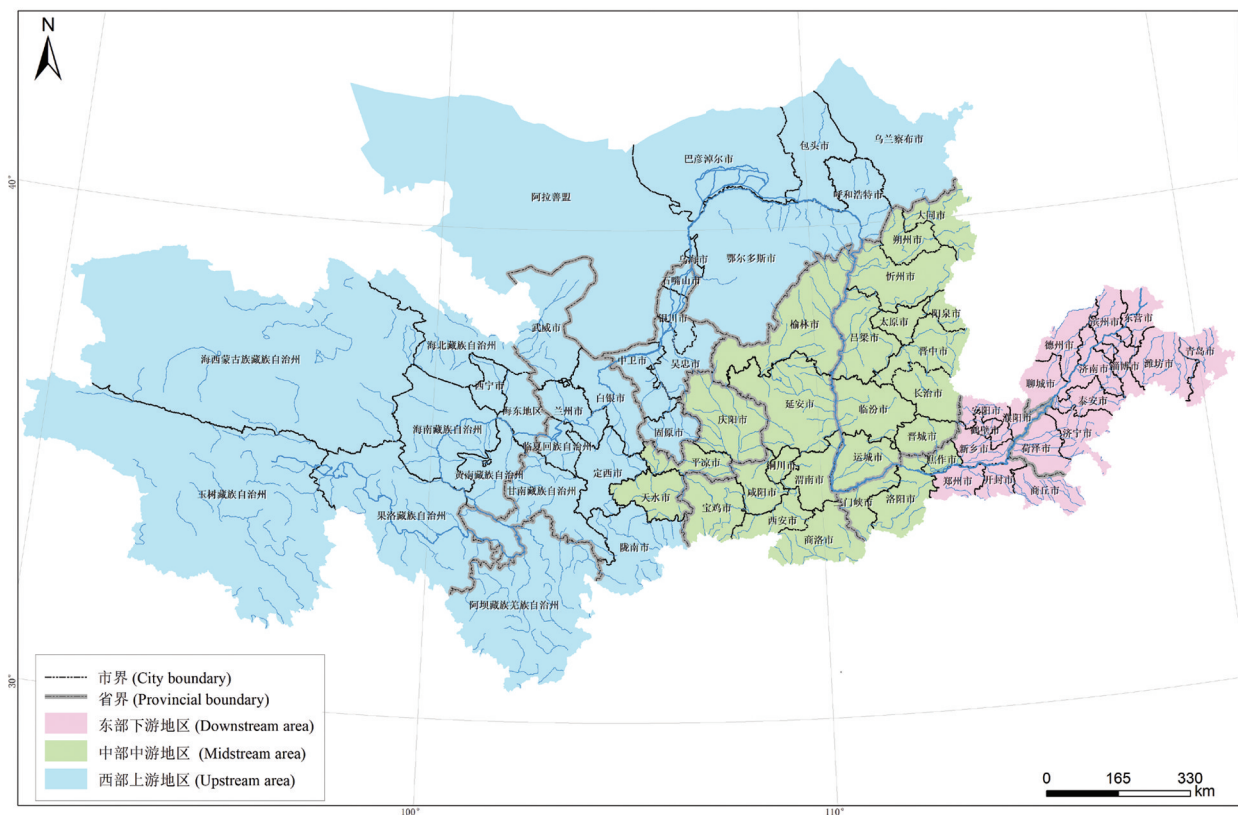 N
40°
30°
100°
110°
乌兰察布市
包头市
巴彦淖尔市
呼和浩特市
阿拉善盟
大同市
朔州市
鄂尔多斯市
乌海市
忻州市
石嘴山市
银川市
武威市
榆林市
太原市
阳泉市
吕梁市
海北藏族自治州
海西蒙古族藏族自治州
中卫市
吴忠市
晋中市
滨州市
东营市
德州市
青岛市
济南市
淄博市
潍坊市
西宁市
聊城市
白银市
长治市
泰安市
海东地区
兰州市
延安市
临汾市
安阳市
濮阳市
庆阳市
海南藏族自治州
固原市
鹤壁市
晋城市
济宁市
临夏回族自治州
新乡市
菏泽市
平凉市
运城市
焦作市
黄南藏族自治州
定西市
铜川市
渭南市
郑州市
开封市
甘南藏族自治州
咸阳市
商丘市
玉树藏族自治州
天水市
三门峡市
洛阳市
宝鸡市
果洛藏族自治州
西安市
商洛市
陇南市
阿坝藏族羌族自治州
市界 (City boundary)
省界 (Provincial boundary)
东部下游地区 (Downstream area)
中部中游地区 (Midstream area)
西部上游地区 (Upstream area)
0 165 330
km